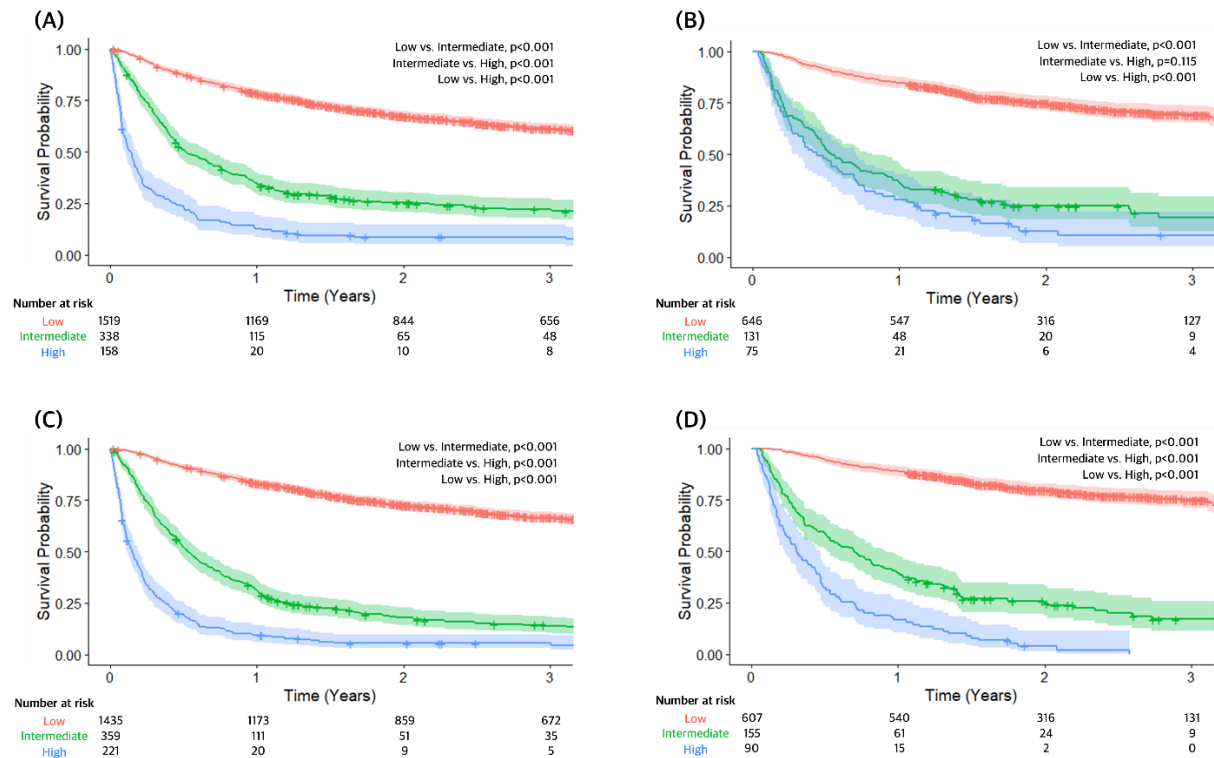 (A)
Low vs. Intermediate, p<0.001
Intermediate vs. High, p<0.001
Low vs. High, p<0.001
Survival Probability
1.00
0.75
0.50
0.25
0.00
0 1 2 3
Time (Years)
Number at risk
Low 1519 1169 844 656
Intermediate 338 115 65 48
High 158 20 10 8
(B)
Low vs. Intermediate, p<0.001
Intermediate vs. High, p=0.115
Low vs. High, p<0.001
Survival Probability
1.00
0.75
0.50
0.25
0.00
0 1 2 3
Time (Years)
Number at risk
Low 646 547 316 127
Intermediate 131 48 20 9
High 75 21 6 4
(C)
Low vs. Intermediate, p<0.001
Intermediate vs. High, p<0.001
Low vs. High, p<0.001
Survival Probability
1.00
0.75
0.50
0.25
0.00
0 1 2 3
Time (Years)
Number at risk
Low 1435 1173 859 672
Intermediate 359 111 51 35
High 221 20 9 5
(D)
Low vs. Intermediate, p<0.001
Intermediate vs. High, p<0.001
Low vs. High, p<0.001
Survival Probability
1.00
0.75
0.50
0.25
0.00
0 1 2 3
Time (Years)
Number at risk
Low 607 540 316 131
Intermediate 155 61 24 9
High 90 15 2 0